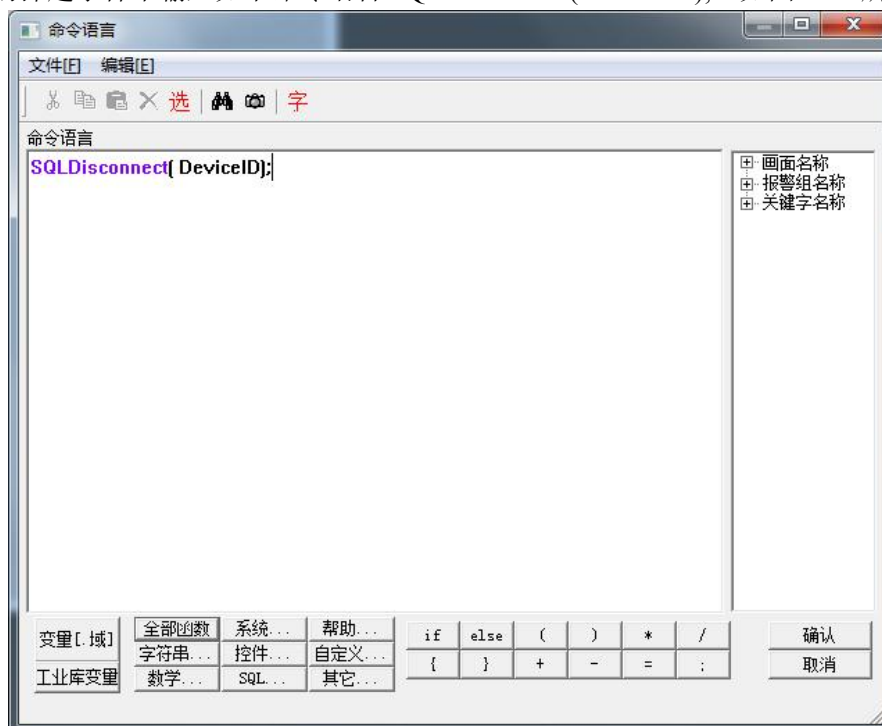 命令语言
文件[F] 编辑[E]
选 字
命令语言
SQLDisconnect( DeviceID);
画面名称
报警组名称
关键字名称
变量[.域] 全部函数 系统... 帮助... if else ( ) * / 确认
字符串... 控件... 自定义...
工业库变量 数学... SQL... 其它... { } + - = ; 取消